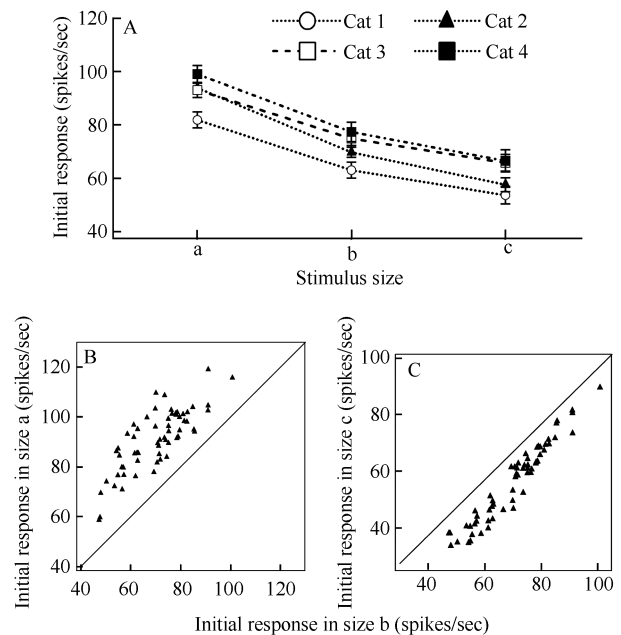 A
Cat 1
Cat 2
Cat 3
Cat 4
Initial response (spikes/sec)
120
100
80
60
40
a
b
c
Stimulus size
B
Initial response in size a (spikes/sec)
120
100
80
60
40
40
60
80
100
120
C
Initial response in size c (spikes/sec)
100
80
60
40
40
60
80
100
Initial response in size b (spikes/sec)